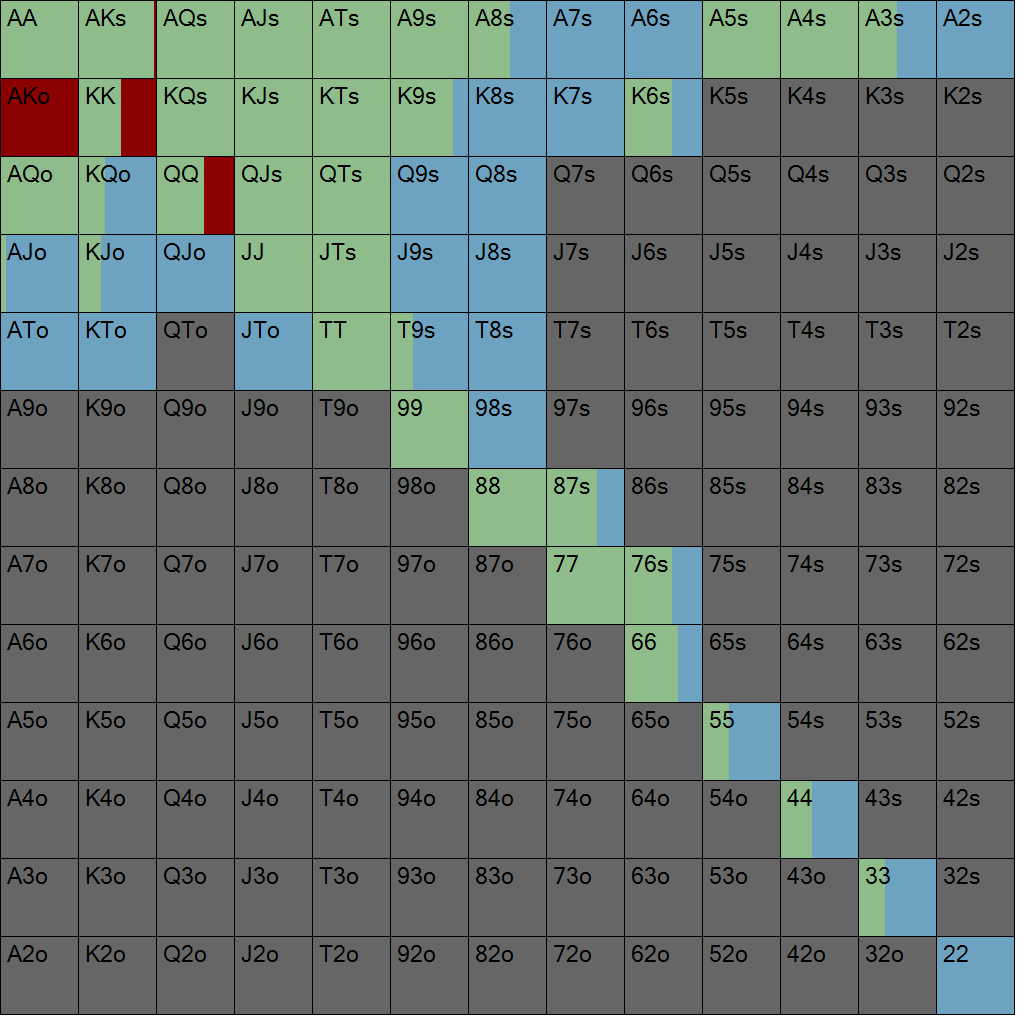 AA AKs AQs AJs ATs A9s A8s A7s A6s A5s A4s A3s A2s
AKo KK KQs KJs KTs K9s K8s K7s K6s K5s K4s K3s K2s
AQo KQo QQ QJs QTs Q9s Q8s Q7s Q6s Q5s Q4s Q3s Q2s
AJo KJo QJo JJ JTs J9s J8s J7s J6s J5s J4s J3s J2s
ATo KTo QTo JTo TT T9s T8s T7s T6s T5s T4s T3s T2s
A9o K9o Q9o J9o T9o 99 98s 97s 96s 95s 94s 93s 92s
A8o K8o Q8o J8o T8o 98o 88 87s 86s 85s 84s 83s 82s
A7o K7o Q7o J7o T7o 97o 87o 77 76s 75s 74s 73s 72s
A6o K6o Q6o J6o T6o 96o 86o 76o 66 65s 64s 63s 62s
A5o K5o Q5o J5o T5o 95o 85o 75o 65o 55 54s 53s 52s
A4o K4o Q4o J4o T4o 94o 84o 74o 64o 54o 44 43s 42s
A3o K3o Q3o J3o T3o 93o 83o 73o 63o 53o 43o 33 32s
A2o K2o Q2o J2o T2o 92o 82o 72o 62o 52o 42o 32o 22